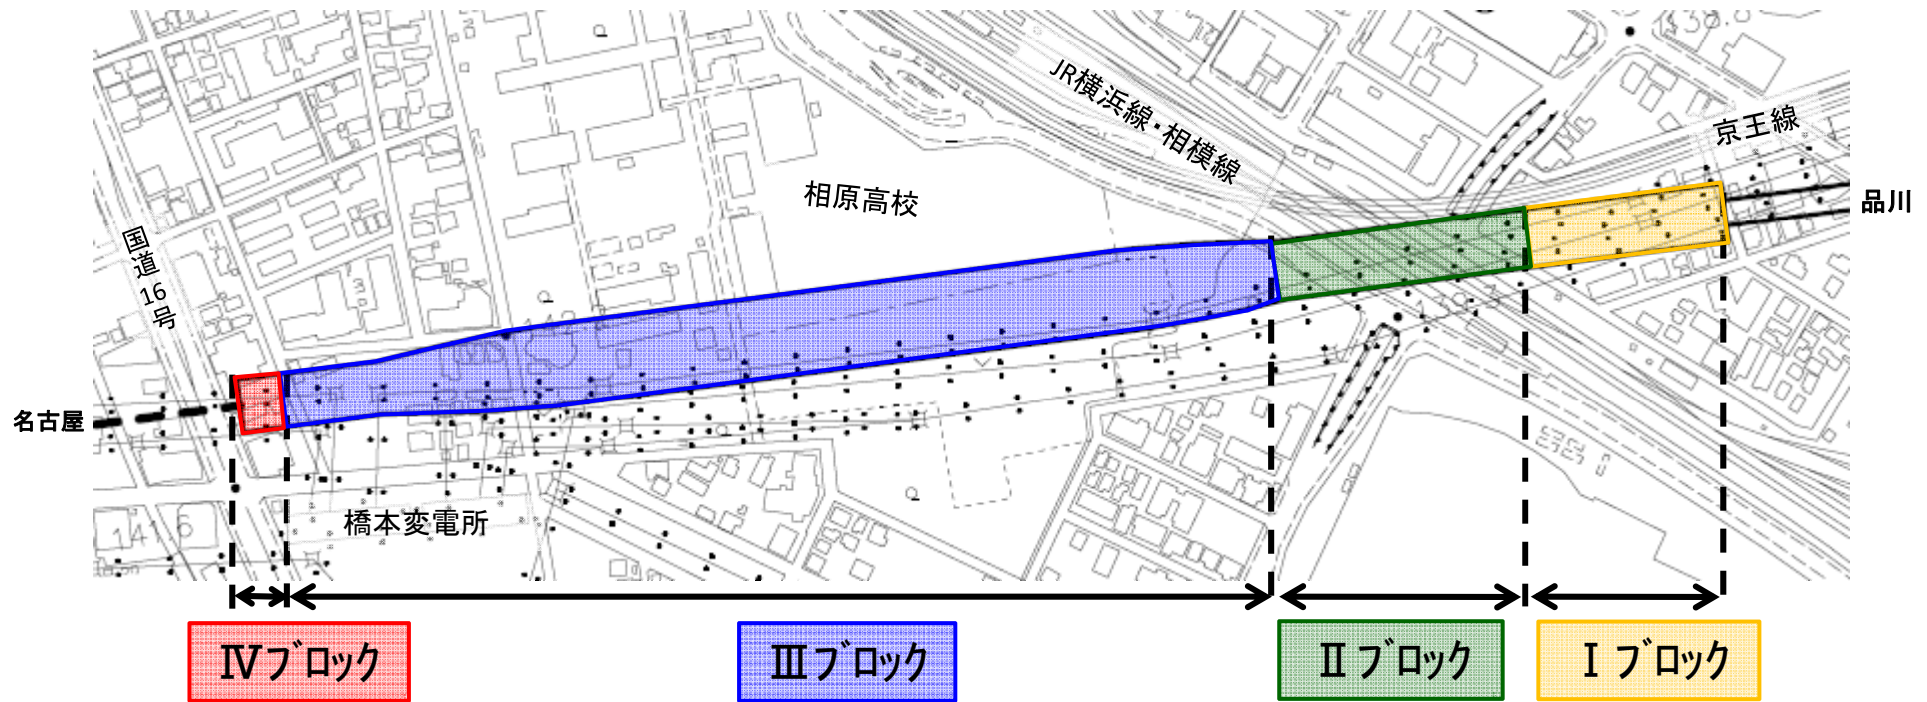 JR横浜線・相模線
京王線
品川
相原高校
国道16号
名古屋
橋本変電所
Ⅳブロック
Ⅲブロック
Ⅱブロック
Ⅰブロック